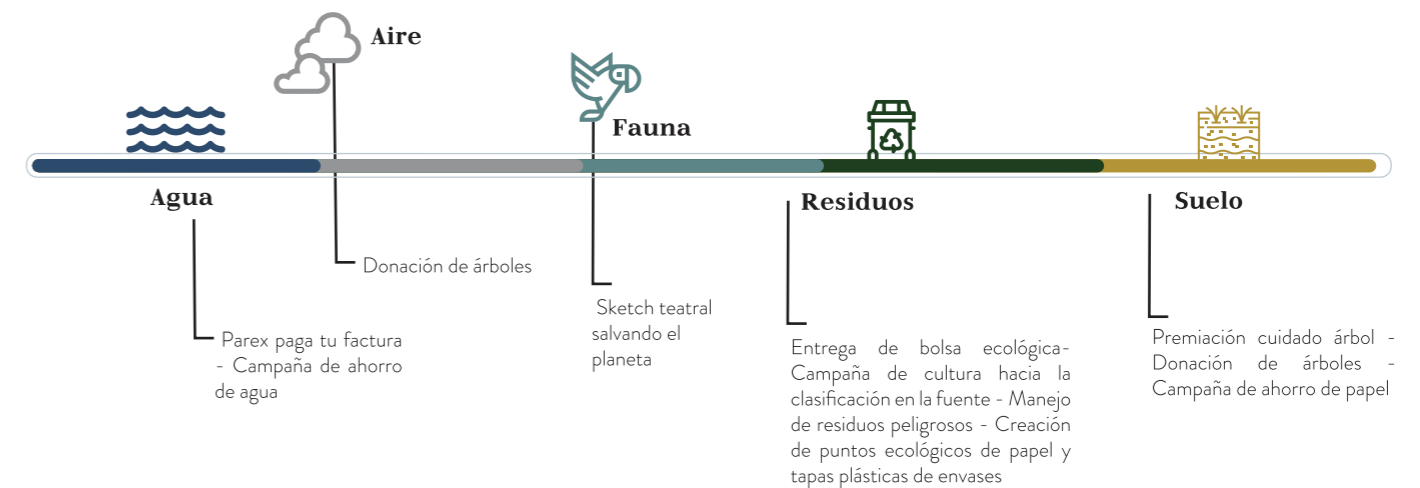 Aire
Fauna
Agua
Residuos
Suelo
Donación de árboles
Parex paga tu factura
- Campaña de ahorro
de agua
Sketch teatral
salvando el
planeta
Entrega de bolsa ecológica-
Campaña de cultura hacia la
clasificación en la fuente - Manejo
de residuos peligrosos - Creación
de puntos ecológicos de papel y
tapas plásticas de envases
Premiación cuidado árbol -
Donación de árboles -
Campaña de ahorro de papel